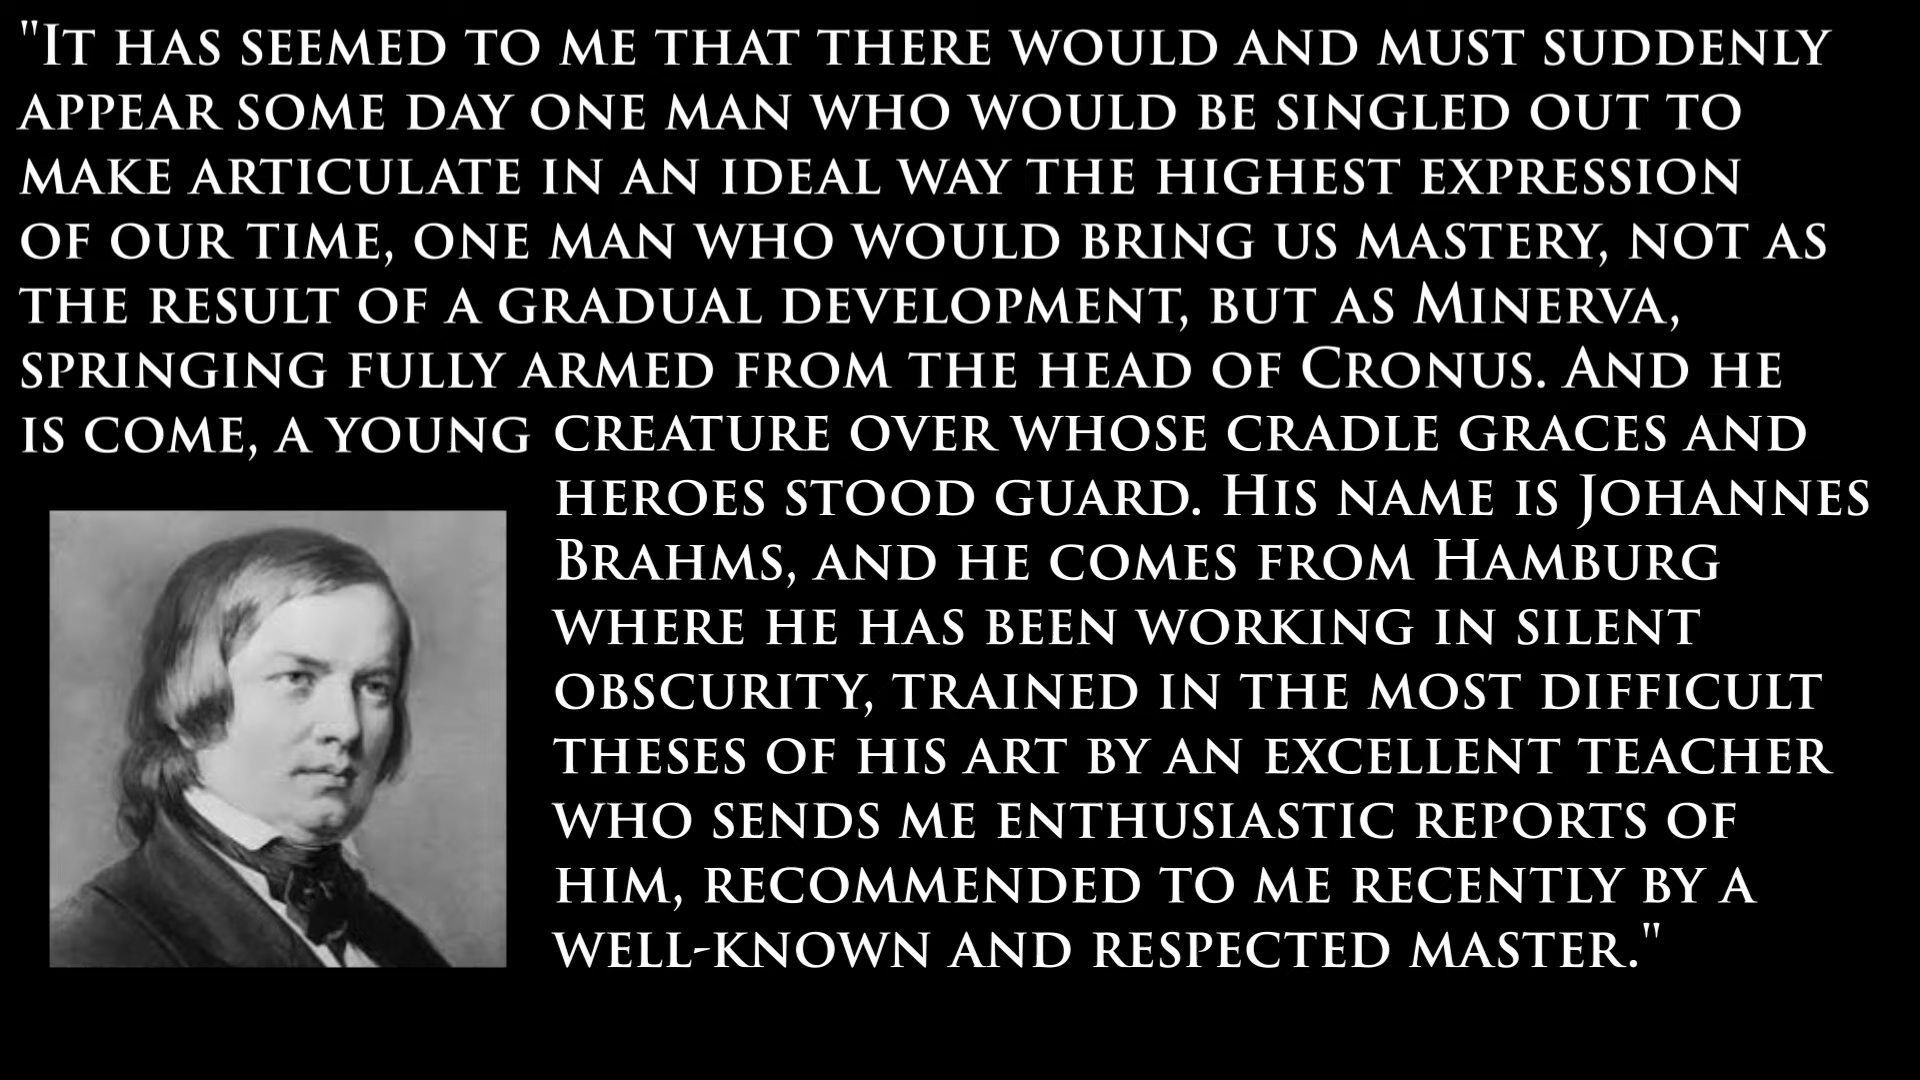 "It has seemed to me that there would and must suddenly
appear some day one man who would be singled out to
make articulate in an ideal way the highest expression
of our time, one man who would bring us mastery, not as
the result of a gradual development, but as Minerva,
springing fully armed from the head of Cronus. And he
is come, a young creature over whose cradle graces and
heroes stood guard. His name is Johannes
Brahms, and he comes from Hamburg
where he has been working in silent
obscurity, trained in the most difficult
theses of his art by an excellent teacher
who sends me enthusiastic reports of
him, recommended to me recently by a
well-known and respected master."